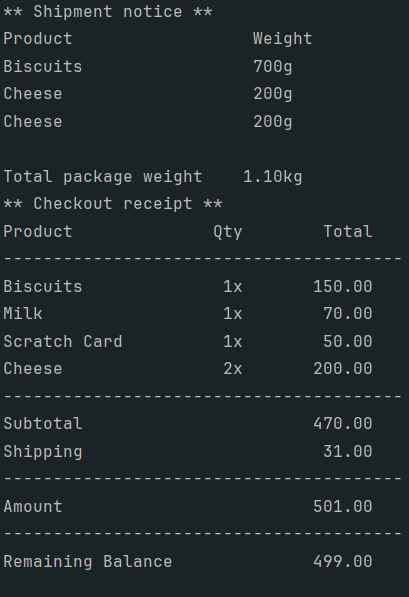 ** Shipment notice **
Product Weight
Biscuits 700g
Cheese 200g
Cheese 200g
Total package weight 1.10kg
** Checkout receipt **
Product Qty Total
----------------------------------------
Biscuits 1x 150.00
Milk 1x 70.00
Scratch Card 1x 50.00
Cheese 2x 200.00
----------------------------------------
Subtotal 470.00
Shipping 31.00
----------------------------------------
Amount 501.00
----------------------------------------
Remaining Balance 499.00